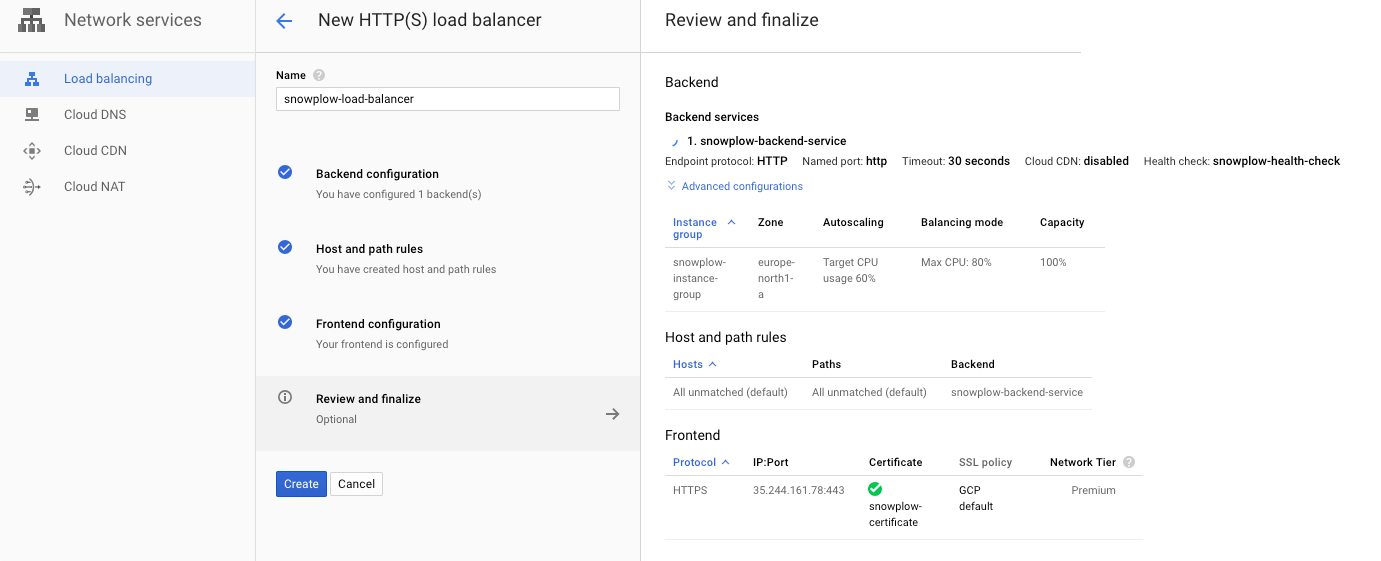 Network services
Load balancing
Cloud DNS
Cloud CDN
Cloud NAT
New HTTP(S) load balancer
Name ?
snowplow-load-balancer
Backend configuration
You have configured 1 backend(s)
Host and path rules
You have created host and path rules
Frontend configuration
Your frontend is configured
Review and finalize
Optional
Create Cancel
Review and finalize
Backend
Backend services
1. snowplow-backend-service
Endpoint protocol: HTTP Named port: http Timeout: 30 seconds Cloud CDN: disabled Health check: snowplow-health-check
Advanced configurations
Instance group Zone Autoscaling Balancing mode Capacity
snowplow- europe- Target CPU Max CPU: 80% 100%
instance- north1- usage 60%
group a
Host and path rules
Hosts Paths Backend
All unmatched (default) All unmatched (default) snowplow-backend-service
Frontend
Protocol IP:Port Certificate SSL policy Network Tier ?
HTTPS 35.244.161.78:443 GCP Premium
snowplow- default
certificate